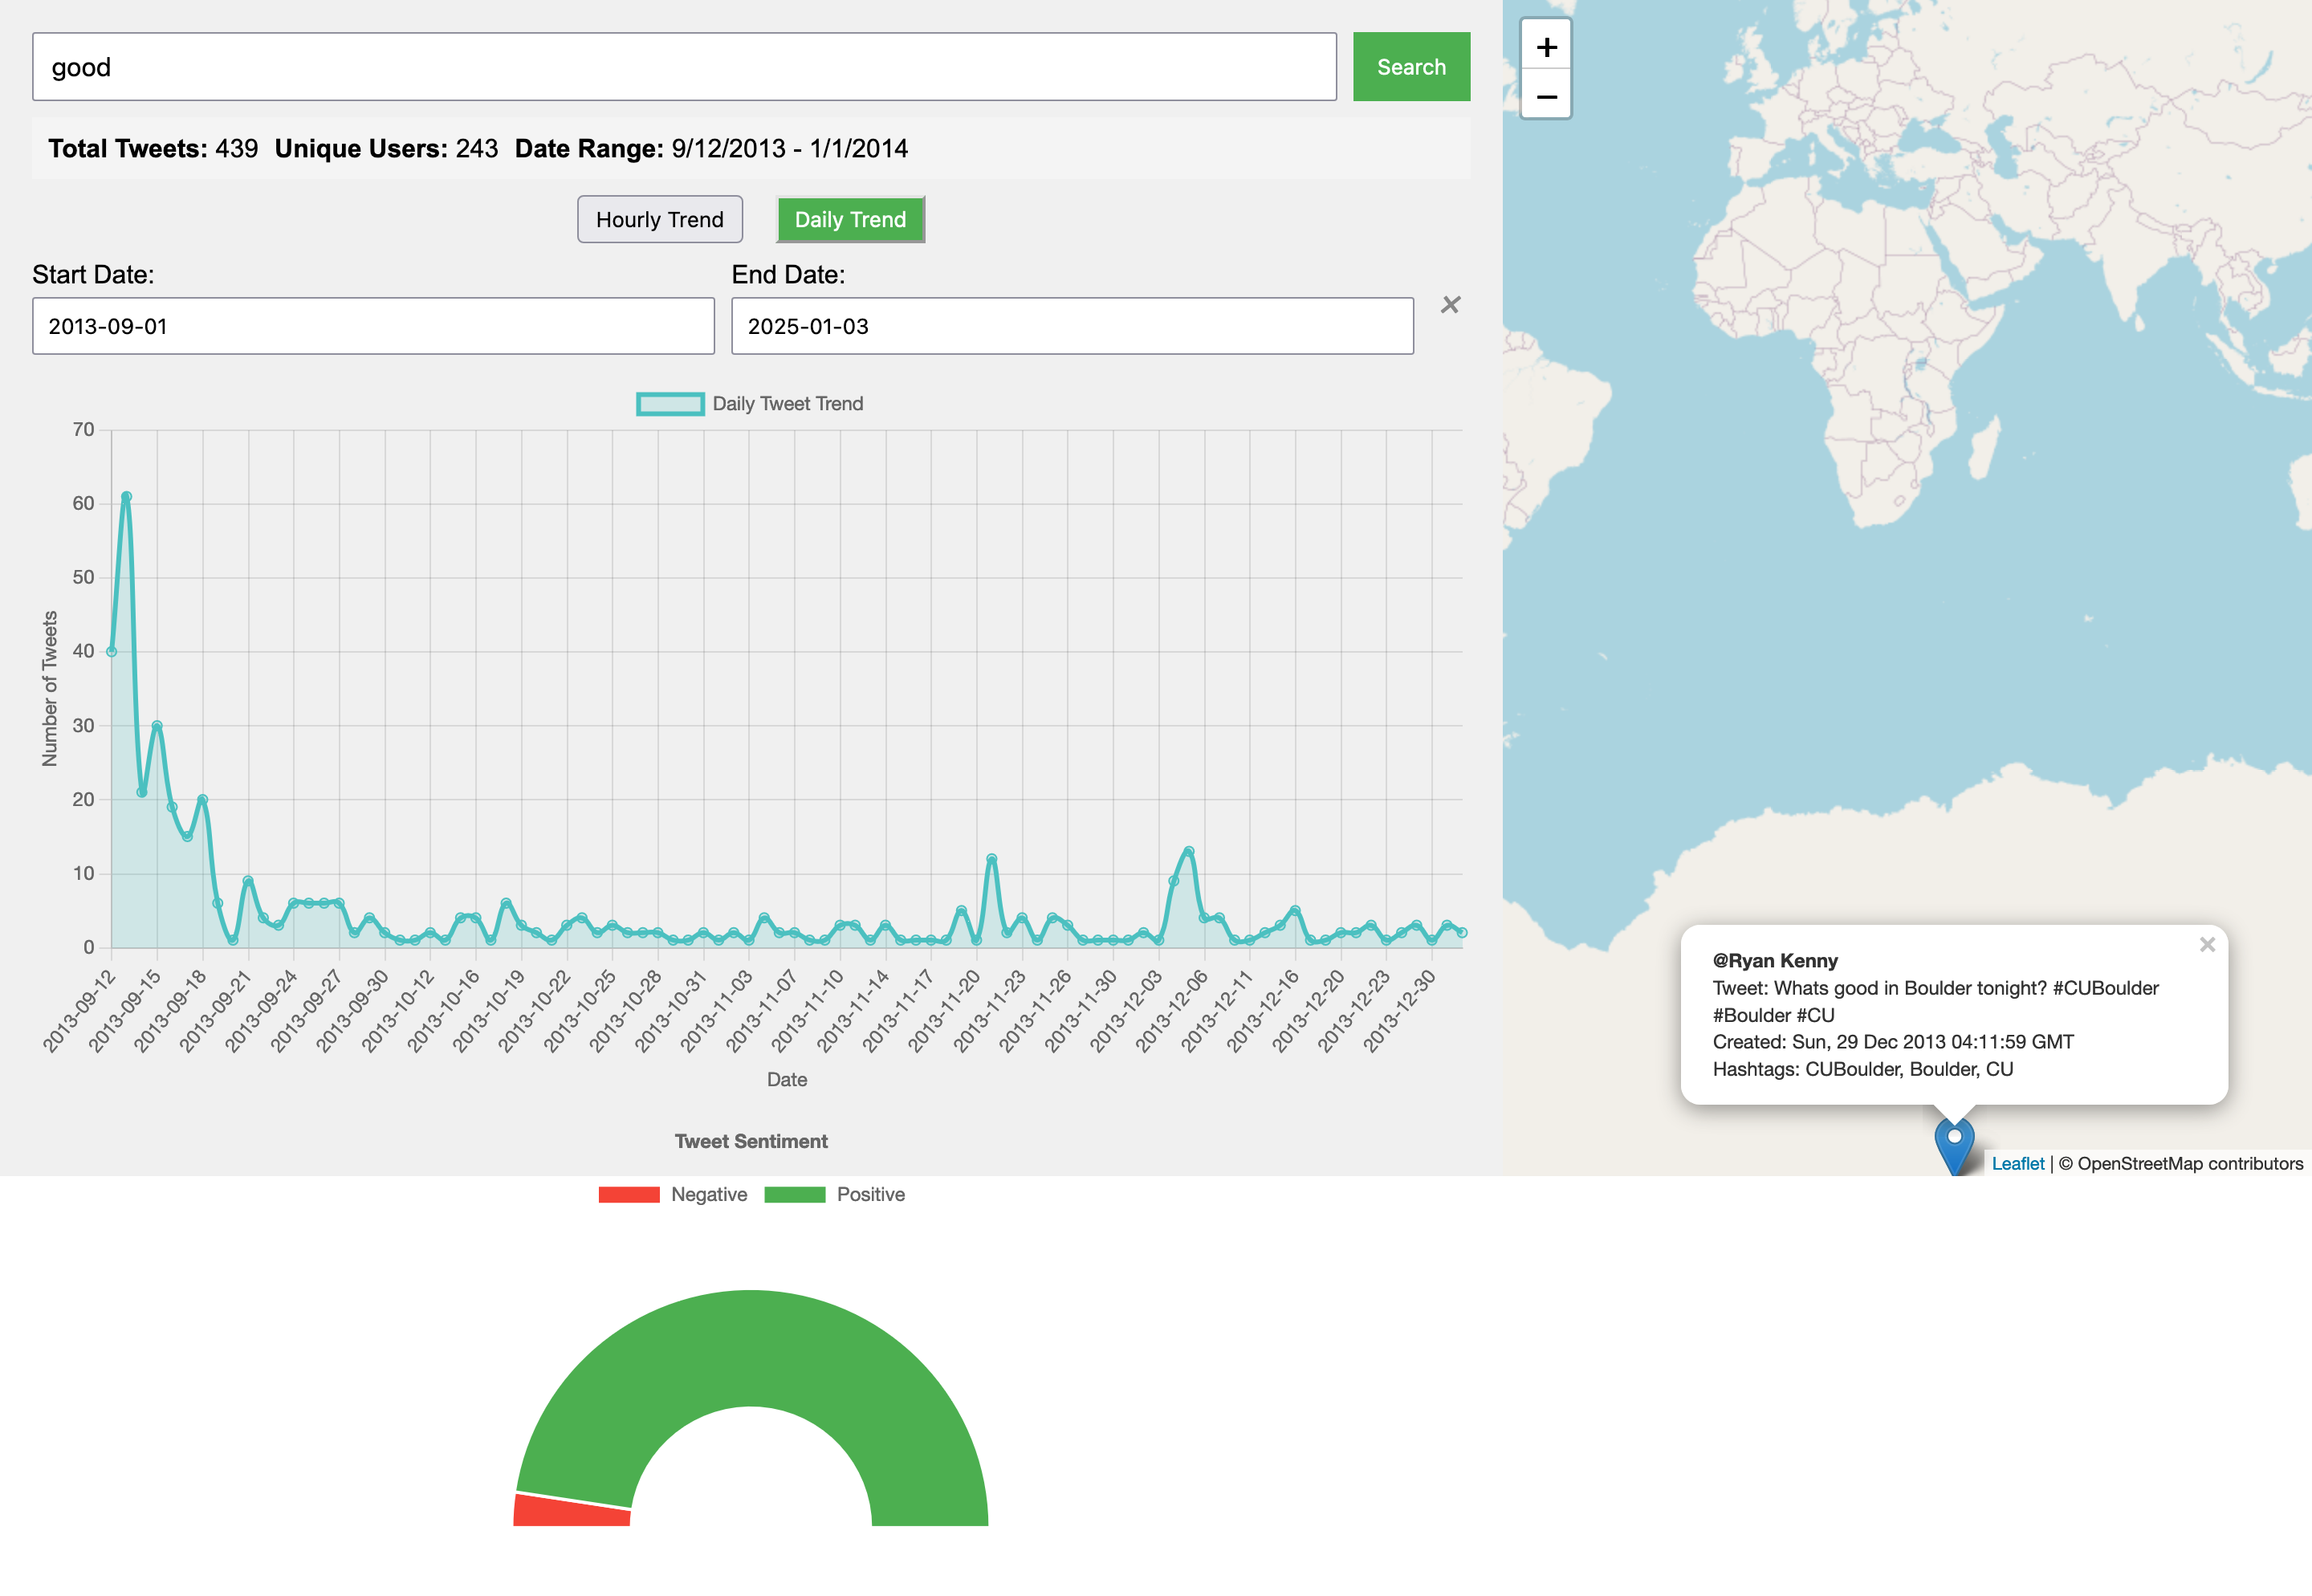 good
Search
Total Tweets: 439 Unique Users: 243 Date Range: 9/12/2013 - 1/1/2014
Hourly Trend
Daily Trend
Start Date:
End Date:
2013-09-01
2025-01-03
×
Daily Tweet Trend
Number of Tweets
70
60
50
40
30
20
10
0
2013-09-12
2013-09-15
2013-09-18
2013-09-21
2013-09-24
2013-09-27
2013-09-30
2013-10-12
2013-10-16
2013-10-19
2013-10-22
2013-10-25
2013-10-28
2013-10-31
2013-11-03
2013-11-07
2013-11-10
2013-11-14
2013-11-17
2013-11-20
2013-11-23
2013-11-26
2013-11-30
2013-12-03
2013-12-06
2013-12-11
2013-12-16
2013-12-20
2013-12-23
2013-12-30
Date
Tweet Sentiment
Negative
Positive
+
−
×
@Ryan Kenny
Tweet: Whats good in Boulder tonight? #CUBoulder
#Boulder #CU
Created: Sun, 29 Dec 2013 04:11:59 GMT
Hashtags: CUBoulder, Boulder, CU
Leaflet | © OpenStreetMap contributors